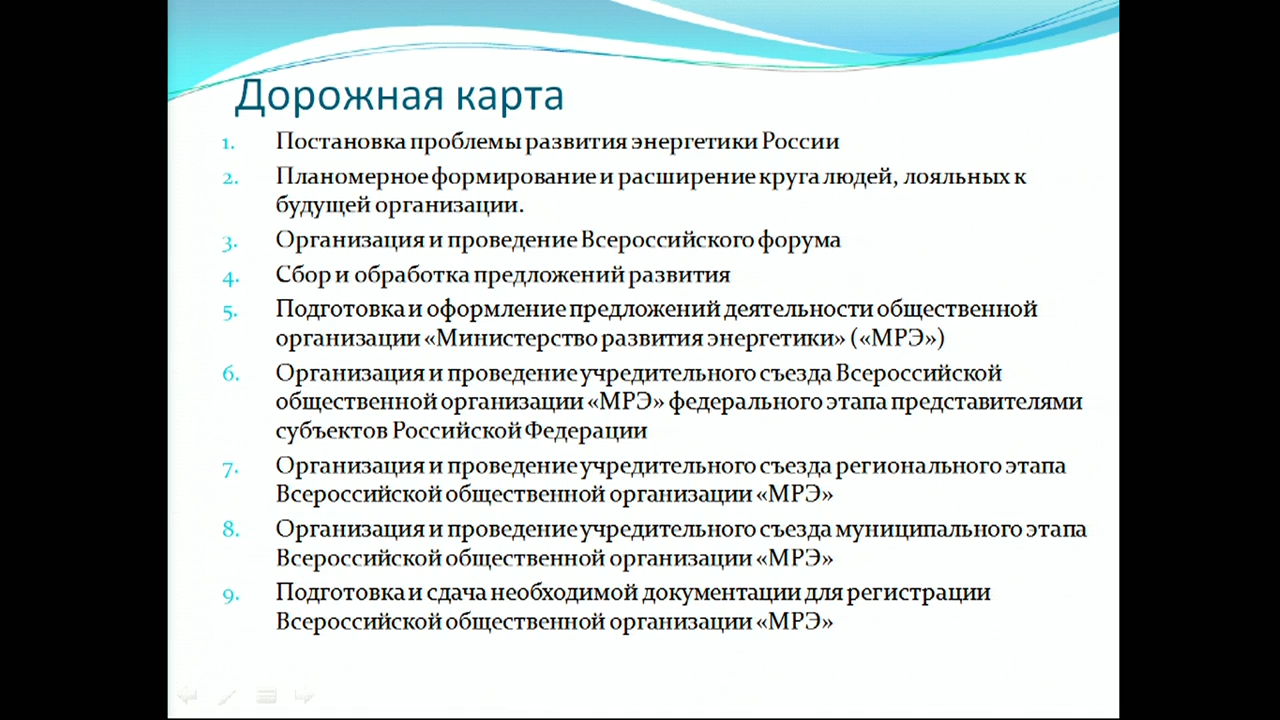 Дорожная карта
1. Постановка проблемы развития энергетики России
2. Планомерное формирование и расширение круга людей, лояльных к
будущей организации.
3. Организация и проведение Всероссийского форума
4. Сбор и обработка предложений развития
5. Подготовка и оформление предложений деятельности общественной
организации «Министерство развития энергетики» («МРЭ»)
6. Организация и проведение учредительного съезда Всероссийской
общественной организации «МРЭ» федерального этапа представителями
субъектов Российской Федерации
7. Организация и проведение учредительного съезда регионального этапа
Всероссийской общественной организации «МРЭ»
8. Организация и проведение учредительного съезда муниципального этапа
Всероссийской общественной организации «МРЭ»
9. Подготовка и сдача необходимой документации для регистрации
Всероссийской общественной организации «МРЭ»